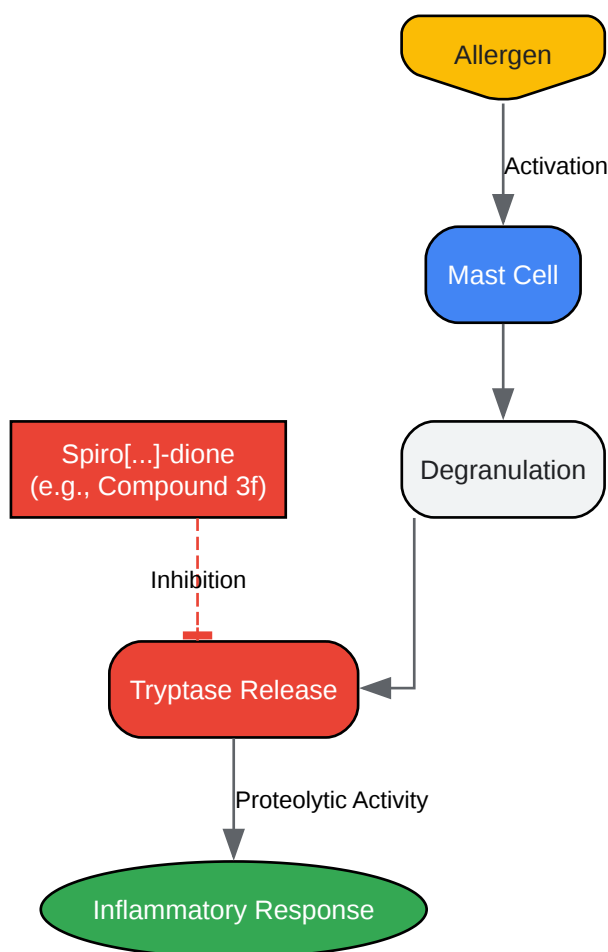 Allergen
Activation
Mast Cell
Spiro[...]-dione
(e.g., Compound 3f)
Degranulation
Inhibition
Tryptase Release
Proteolytic Activity
Inflammatory Response